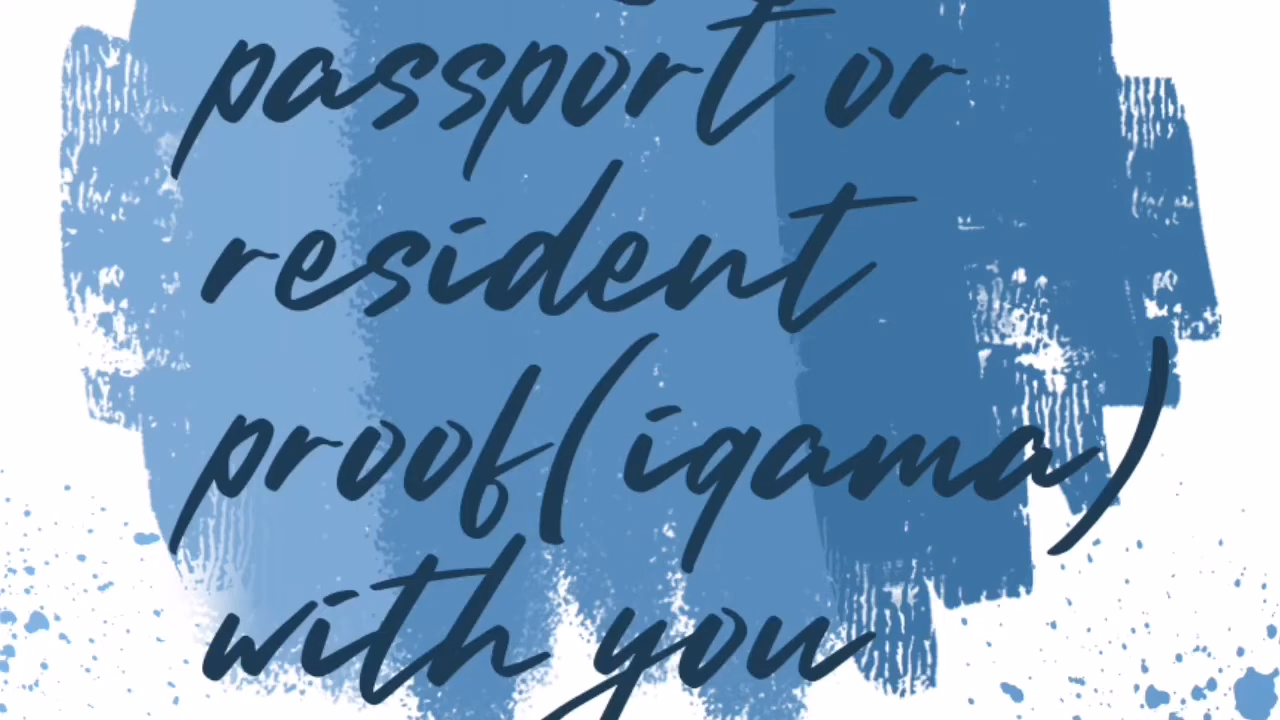 passport or
resident
proof(iqama)
with you